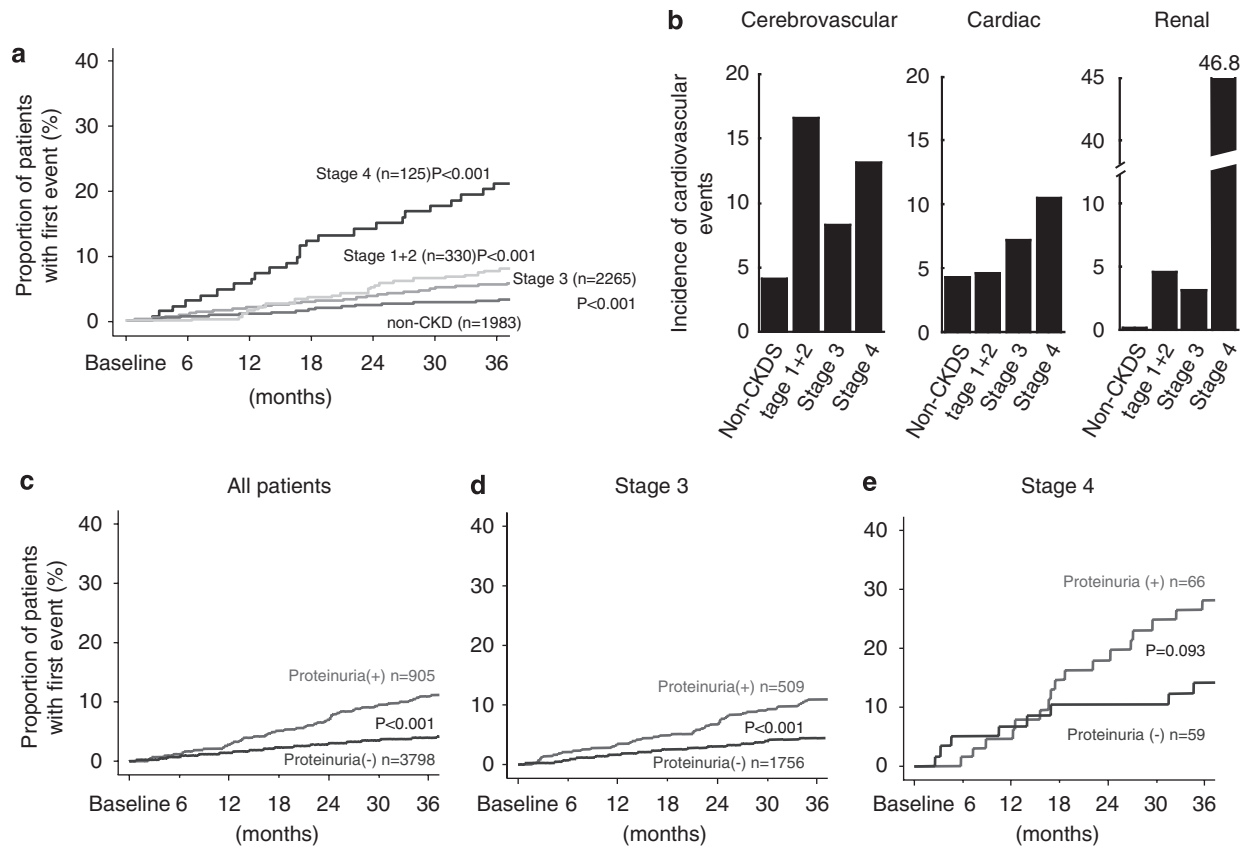 a
Proportion of patients
with first event (%)
40
30
20
10
0
Stage 4 (n=125)P<0.001
Stage 1+2 (n=330)P<0.001
Stage 3 (n=2265)
P<0.001
non-CKD (n=1983)
Baseline 6 12 18 24 30 36
(months)
b
Incidence of cardiovascular
events
Cerebrovascular
20
15
10
5
0
Non-CKDS
tage 1+2
Stage 3
Stage 4
Cardiac
20
15
10
5
0
Non-CKDS
tage 1+2
Stage 3
Stage 4
Renal
46.8
45
40
10
5
0
Non-CKDS
tage 1+2
Stage 3
Stage 4
c
All patients
Proportion of patients
with first event (%)
40
30
20
10
0
Proteinuria(+) n=905
P<0.001
Proteinuria(-) n=3798
Baseline 6 12 18 24 30 36
(months)
d
Stage 3
40
30
20
10
0
Proteinuria(+) n=509
P<0.001
Proteinuria(-) n=1756
Baseline 6 12 18 24 30 36
(months)
e
Stage 4
40
30
20
10
0
Proteinuria (+) n=66
P=0.093
Proteinuria (-) n=59
Baseline 6 12 18 24 30 36
(months)